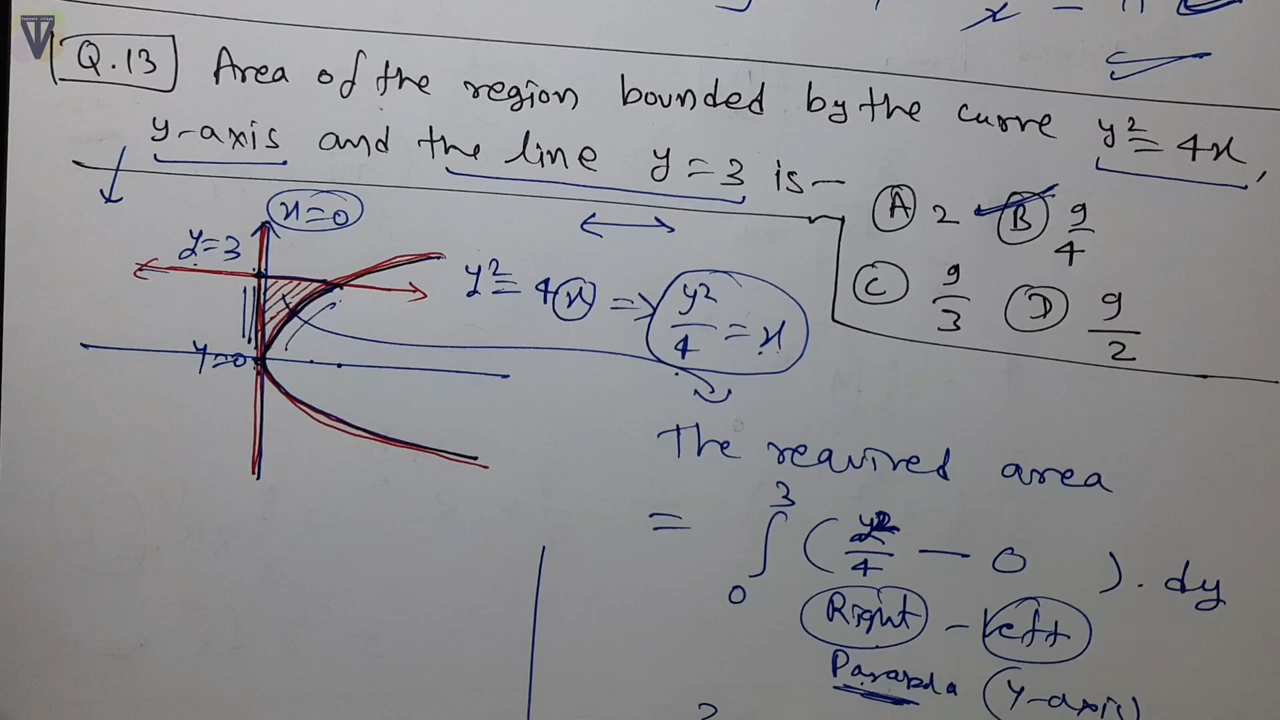 x -
Q.13 Area of the region bounded by the curve y² = 4x,
y-axis and the line y = 3 is —
A 2 B 9/4
C 9/3 D 9/2
x=0
y=3
y² = 4x ⇒ y²/4 = x
y=0
The required area
= ∫₀³ (y²/4 — 0). dy
Right - Left
Parabola (Y-axis)